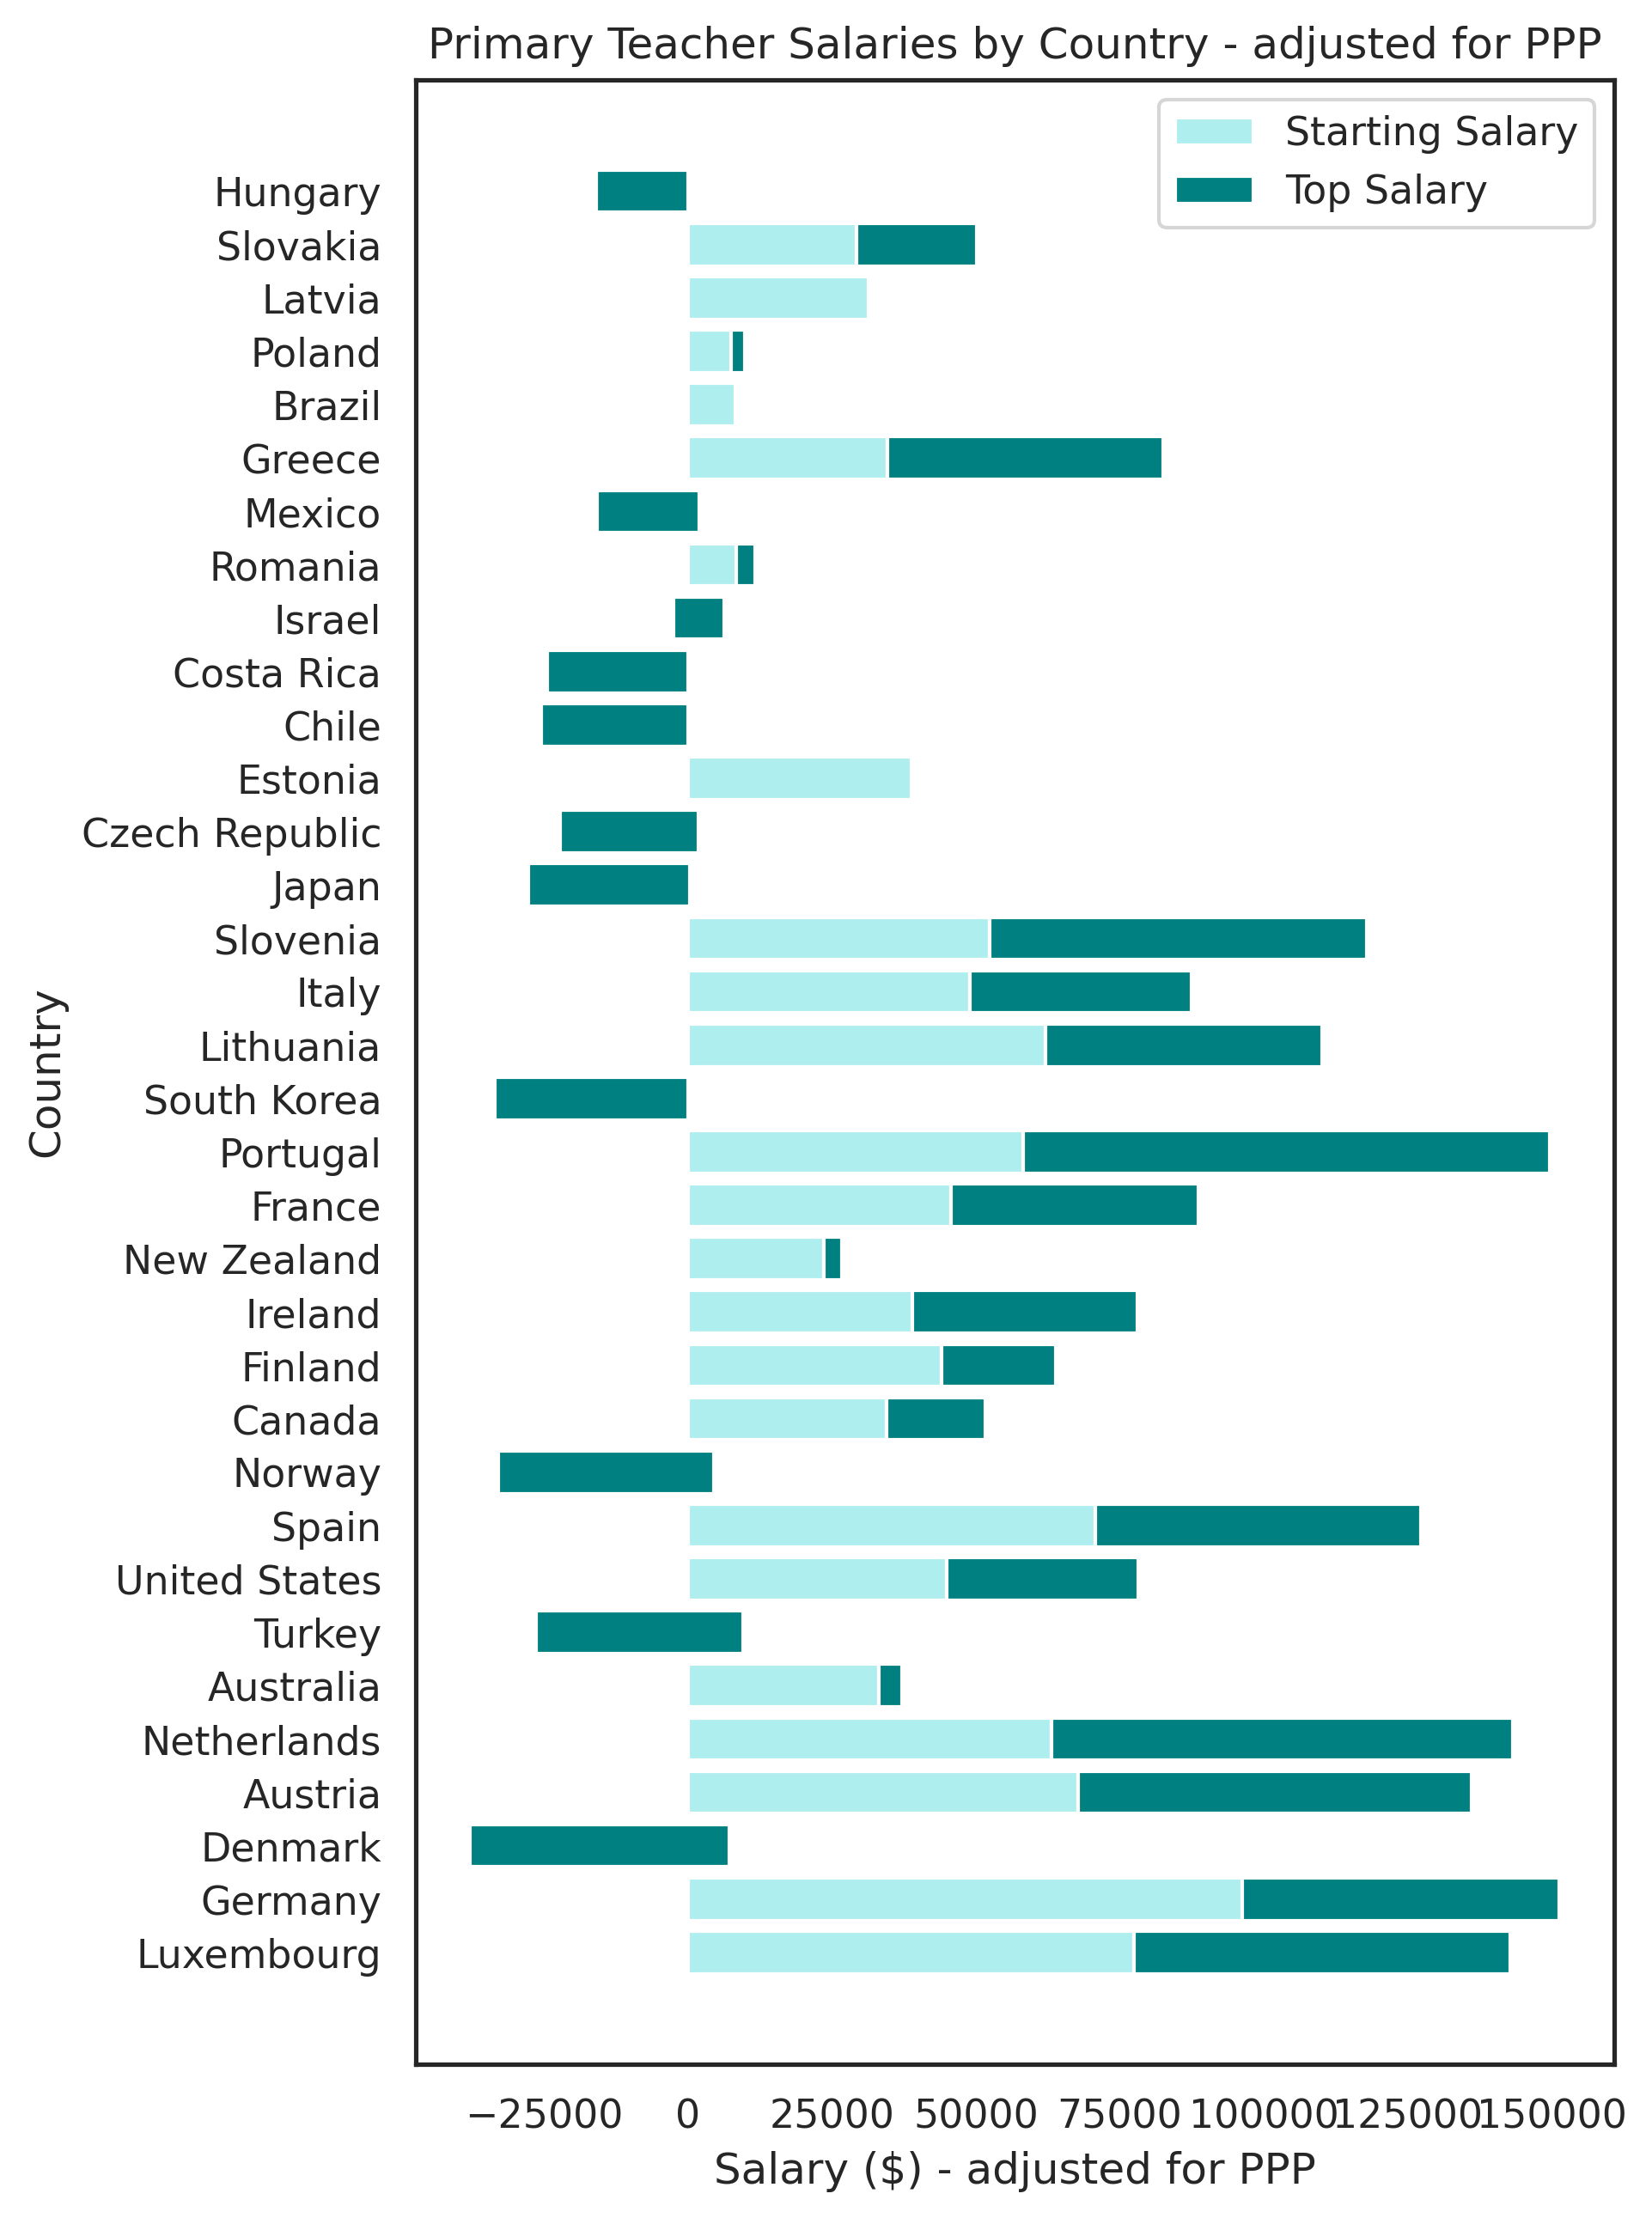 Primary Teacher Salaries by Country - adjusted for PPP
Starting Salary
Top Salary
Hungary
Slovakia
Latvia
Poland
Brazil
Greece
Mexico
Romania
Israel
Costa Rica
Chile
Estonia
Czech Republic
Japan
Slovenia
Italy
Lithuania
South Korea
Portugal
France
New Zealand
Ireland
Finland
Canada
Norway
Spain
United States
Turkey
Australia
Netherlands
Austria
Denmark
Germany
Luxembourg
Country
−25000 0 25000 50000 75000 100000 125000 150000
Salary ($) - adjusted for PPP